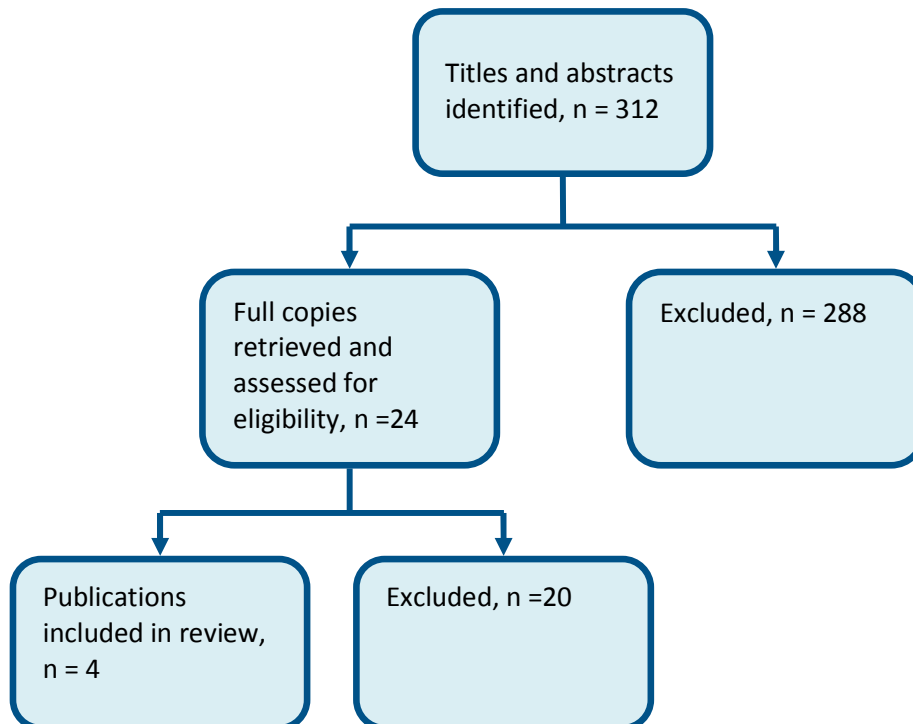 Titles and abstracts
identified, n = 312
Full copies
retrieved and
assessed for
eligibility, n =24
Excluded, n = 288
Publications
included in review,
n = 4
Excluded, n =20